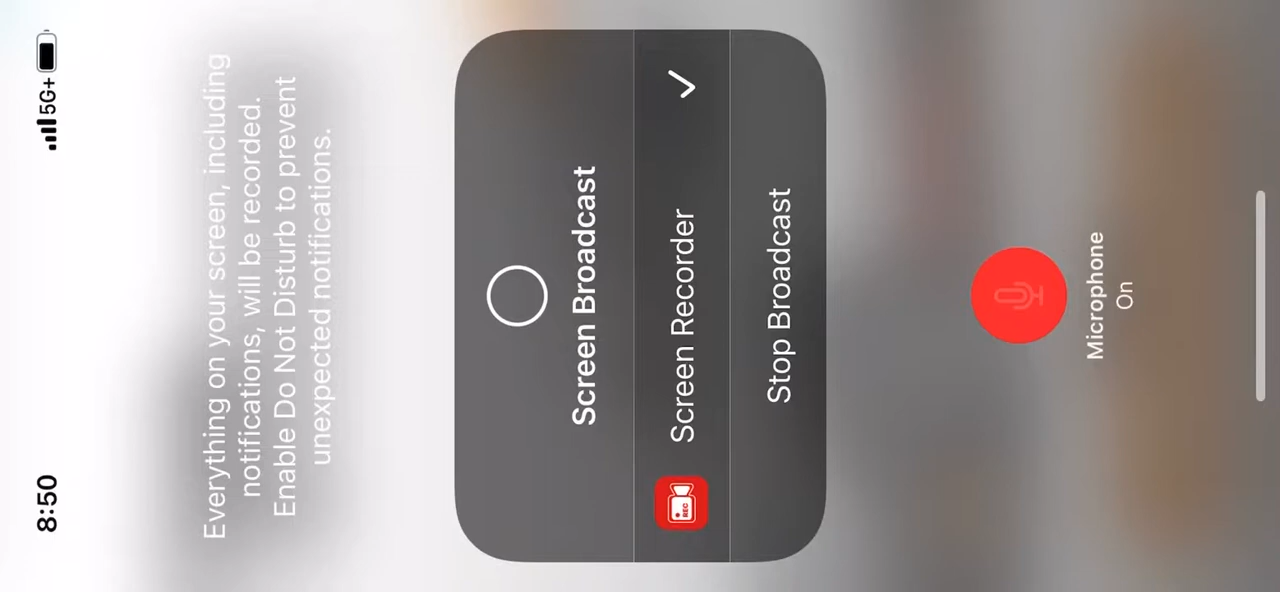 8:50
5G+
Everything on your screen, including
notifications, will be recorded.
Enable Do Not Disturb to prevent
unexpected notifications.
Screen Broadcast
REC
Screen Recorder
Stop Broadcast
Microphone
On